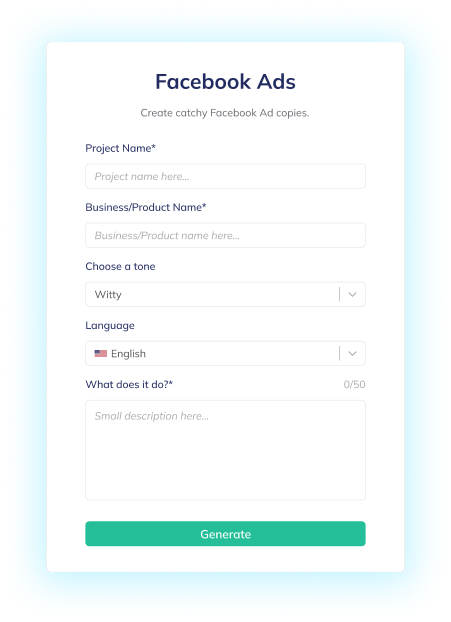 Facebook Ads
Create catchy Facebook Ad copies.
Project Name*
Project name here...
Business/Product Name*
Business/Product name here...
Choose a tone
Witty
Language
English
What does it do?* 0/50
Small description here...
Generate